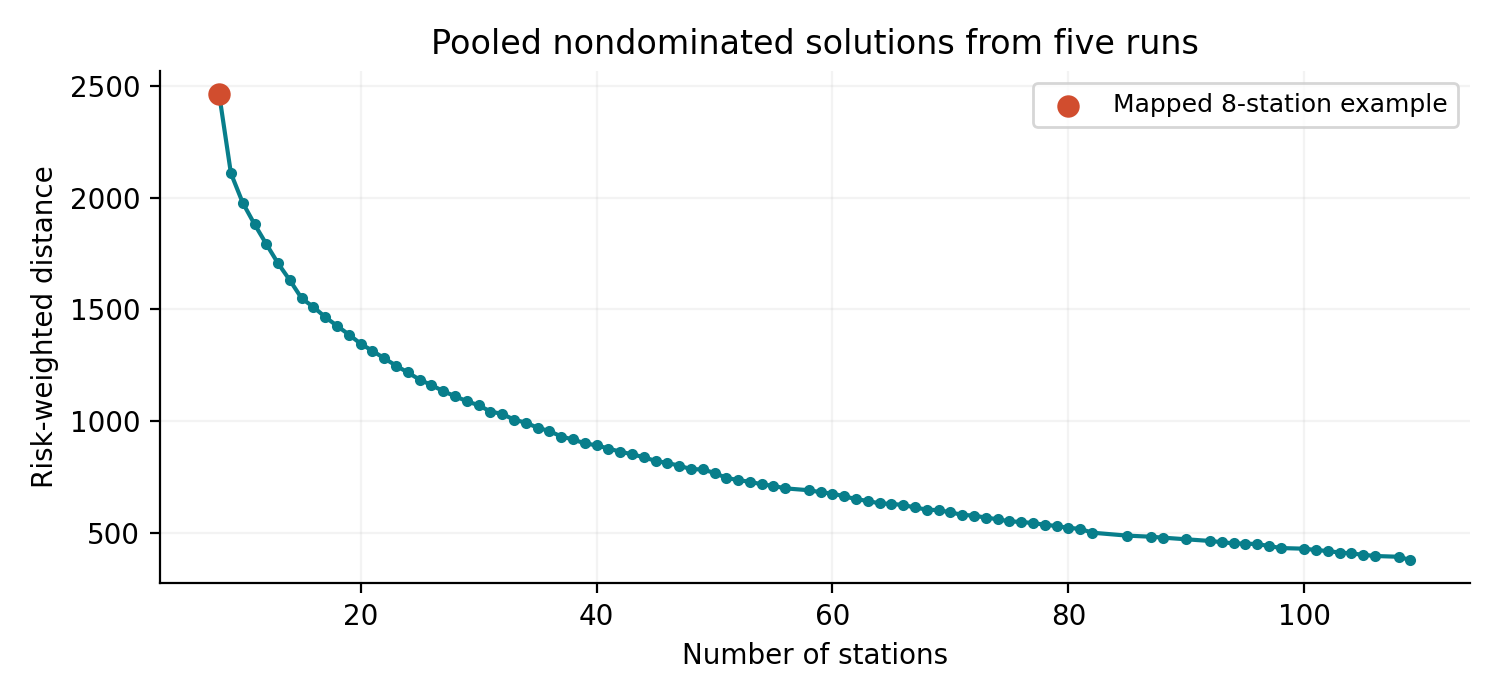 Pooled nondominated solutions from five runs
Mapped 8-station example
Risk-weighted distance
2500
2000
1500
1000
500
20 40 60 80 100
Number of stations